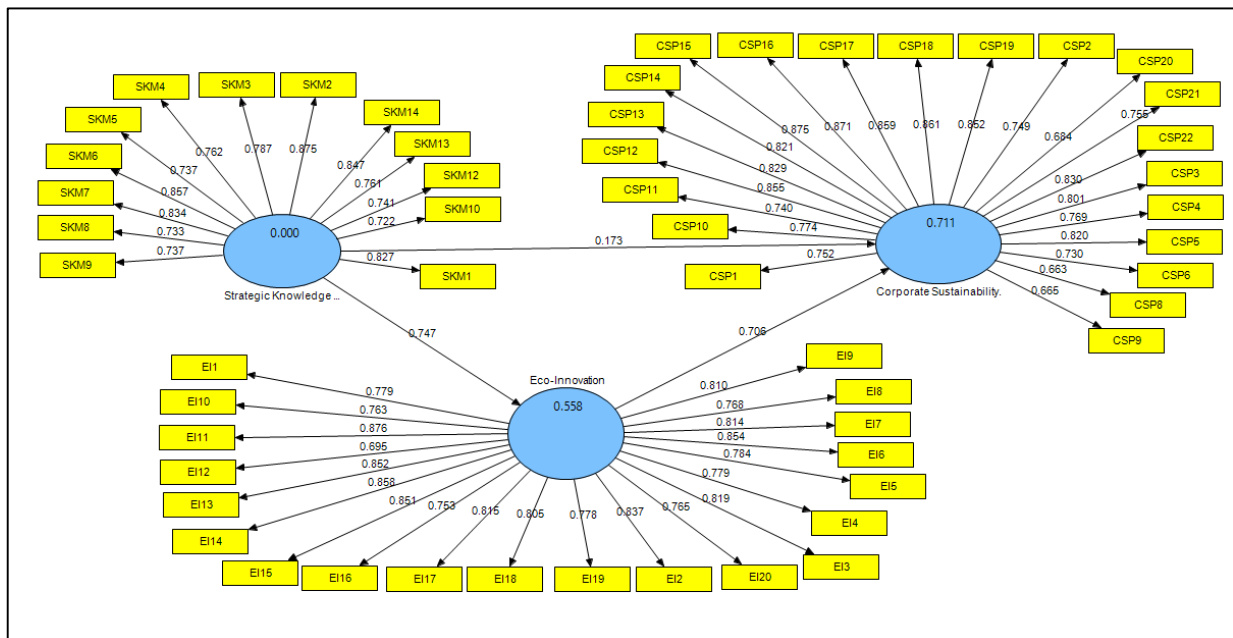 CSP15
CSP16
CSP17
CSP18
CSP19
CSP2
CSP20
CSP21
CSP22
CSP3
CSP4
CSP5
CSP6
CSP8
CSP9
CSP14
CSP13
CSP12
CSP11
CSP10
CSP1
0.875
0.871
0.859
0.861
0.852
0.749
0.684
0.755
0.830
0.801
0.769
0.820
0.730
0.663
0.665
0.821
0.829
0.855
0.740
0.774
0.752
0.711
Corporate Sustainability.
SKM4
SKM3
SKM2
SKM14
SKM13
SKM12
SKM10
SKM1
SKM5
SKM6
SKM7
SKM8
SKM9
0.762
0.787
0.875
0.847
0.761
0.741
0.722
0.827
0.737
0.857
0.834
0.733
0.737
0.000
Strategic Knowledge ...
0.173
0.747
0.706
Eco-Innovation
0.558
EI1
EI10
EI11
EI12
EI13
EI14
EI15
EI16
EI17
EI18
EI19
EI2
EI20
EI3
EI4
EI5
EI6
EI7
EI8
EI9
0.779
0.763
0.876
0.695
0.852
0.858
0.851
0.753
0.815
0.805
0.778
0.837
0.765
0.819
0.779
0.784
0.854
0.814
0.768
0.810